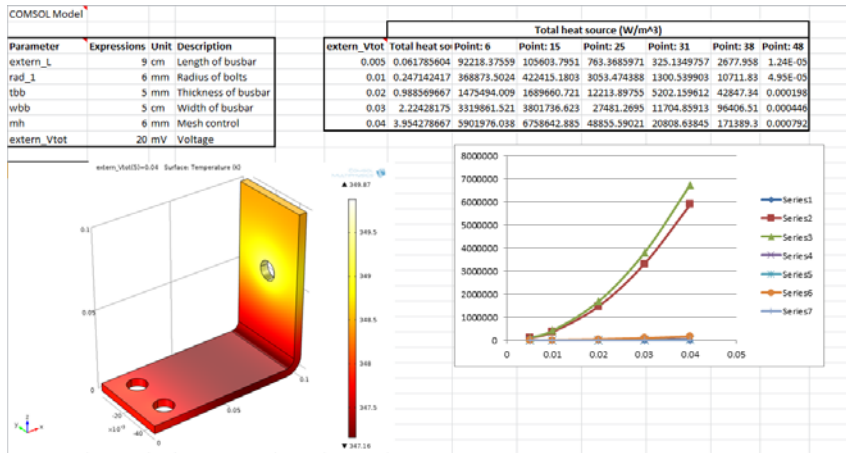 COMSOL Model
Total heat source (W/m^3)
Parameter Expressions Unit Description
extern_L 9 cm Length of busbar
rad_1 6 mm Radius of bolts
tbb 5 mm Thickness of busbar
wbb 5 cm Width of busbar
mh 6 mm Mesh control
extern_Vtot 20 mV Voltage
extern_Vtot Total heat sou Point: 6 Point: 15 Point: 25 Point: 31 Point: 38 Point: 48
0.005 0.061785604 92218.37559 105603.7951 763.3685971 325.1349757 2677.958 1.24E-05
0.01 0.247142417 368873.5024 422415.1803 3053.474388 1300.539903 10711.83 4.95E-05
0.02 0.988569667 1475494.009 1689660.721 12213.89755 5202.159612 42847.34 0.000198
0.03 2.22428175 3319861.521 3801736.623 27481.2695 11704.85913 96406.51 0.000446
0.04 3.954278667 5901976.038 6758642.885 48855.59021 20808.63845 171389.3 0.000792
extern_Vtot(5)=0.04 Surface: Temperature (K)
▲ 349.87
349.5
349
348.5
348
347.5
▼ 347.16
0.1
0.05
0
0.1
0.05
0
-20
-40
×10⁻³
z
y
x
8000000
7000000
6000000
5000000
4000000
3000000
2000000
1000000
0
0 0.01 0.02 0.03 0.04 0.05
Series1
Series2
Series3
Series4
Series5
Series6
Series7